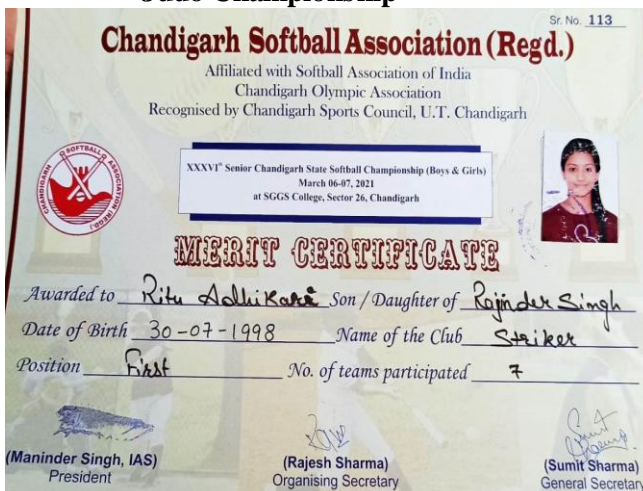 Sr. No. 113
Chandigarh Softball Association (Regd.)
Affiliated with Softball Association of India
Chandigarh Olympic Association
Recognised by Chandigarh Sports Council, U.T. Chandigarh
CHANDIGARH SOFTBALL ASSOCIATION (REGD.)
XXXVIth Senior Chandigarh State Softball Championship (Boys & Girls)
March 06-07, 2021
at SGGS College, Sector 26, Chandigarh
MERIT CERTIFICATE
Awarded to Ritu Adhikari Son / Daughter of Rajinder Singh
Date of Birth 30-07-1998 Name of the Club Striker
Position First No. of teams participated 7
(Maninder Singh, IAS) (Rajesh Sharma) (Sumit Sharma)
President Organising Secretary General Secretary